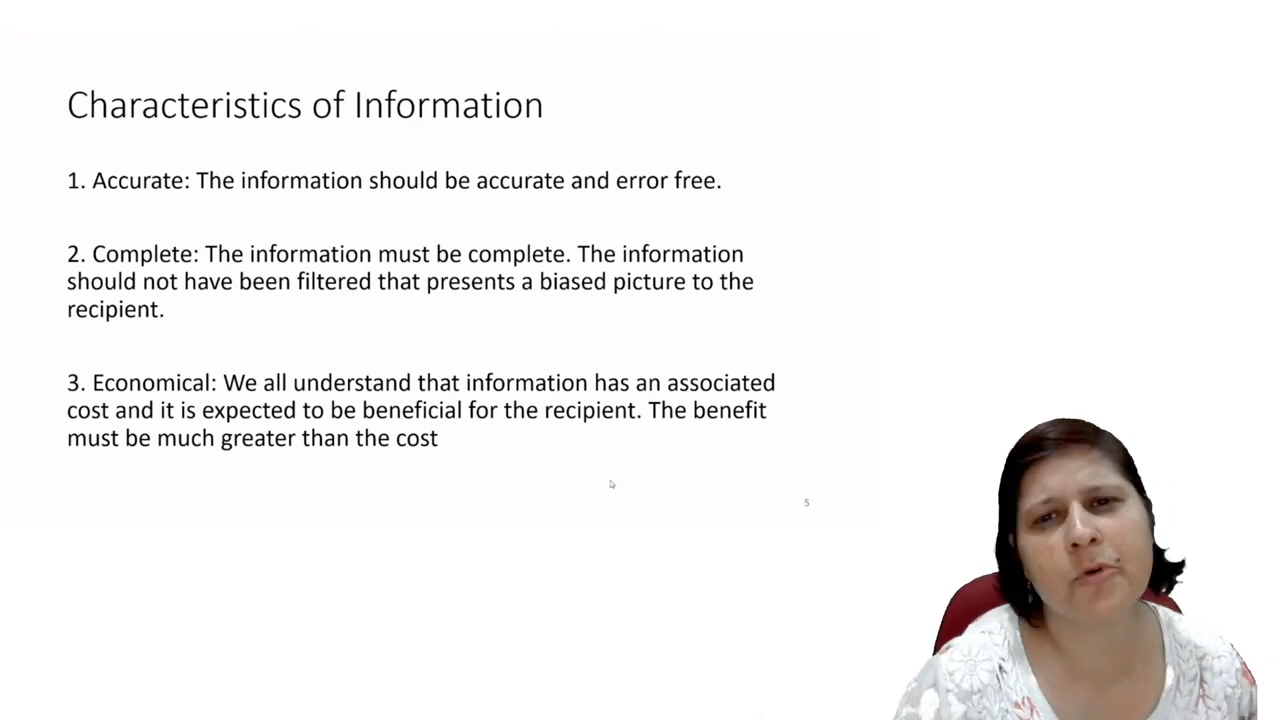 Characteristics of Information
1. Accurate: The information should be accurate and error free.
2. Complete: The information must be complete. The information
should not have been filtered that presents a biased picture to the
recipient.
3. Economical: We all understand that information has an associated
cost and it is expected to be beneficial for the recipient. The benefit
must be much greater than the cost
5